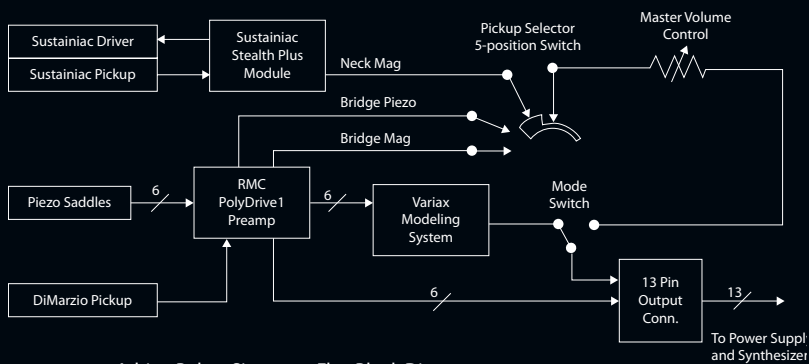 Sustainiac Driver
Sustainiac Pickup
Sustainiac
Stealth Plus
Module
Neck Mag
Pickup Selector
5-position Switch
Master Volume
Control
Bridge Piezo
Bridge Mag
Piezo Saddles
6
RMC
PolyDrive1
Preamp
6
Variax
Modeling
System
Mode
Switch
DiMarzio Pickup
6
13 Pin
Output
Conn.
13
To Power Suppl
and Synthesizer